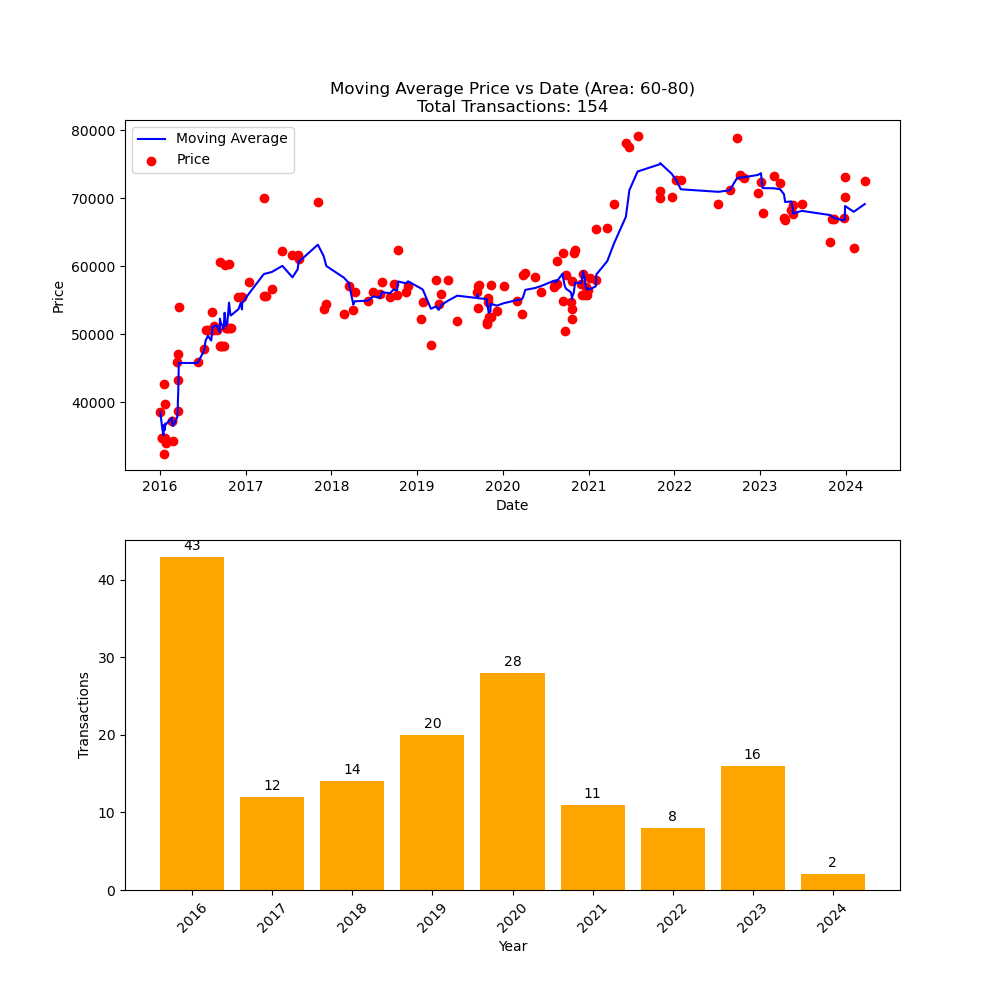 Moving Average Price vs Date (Area: 60-80)
Total Transactions: 154
Moving Average
Price
80000
70000
60000
50000
40000
Price
2016 2017 2018 2019 2020 2021 2022 2023 2024
Date
43
12
14
20
28
11
8
16
2
40
30
20
10
0
Transactions
2016 2017 2018 2019 2020 2021 2022 2023 2024
Year